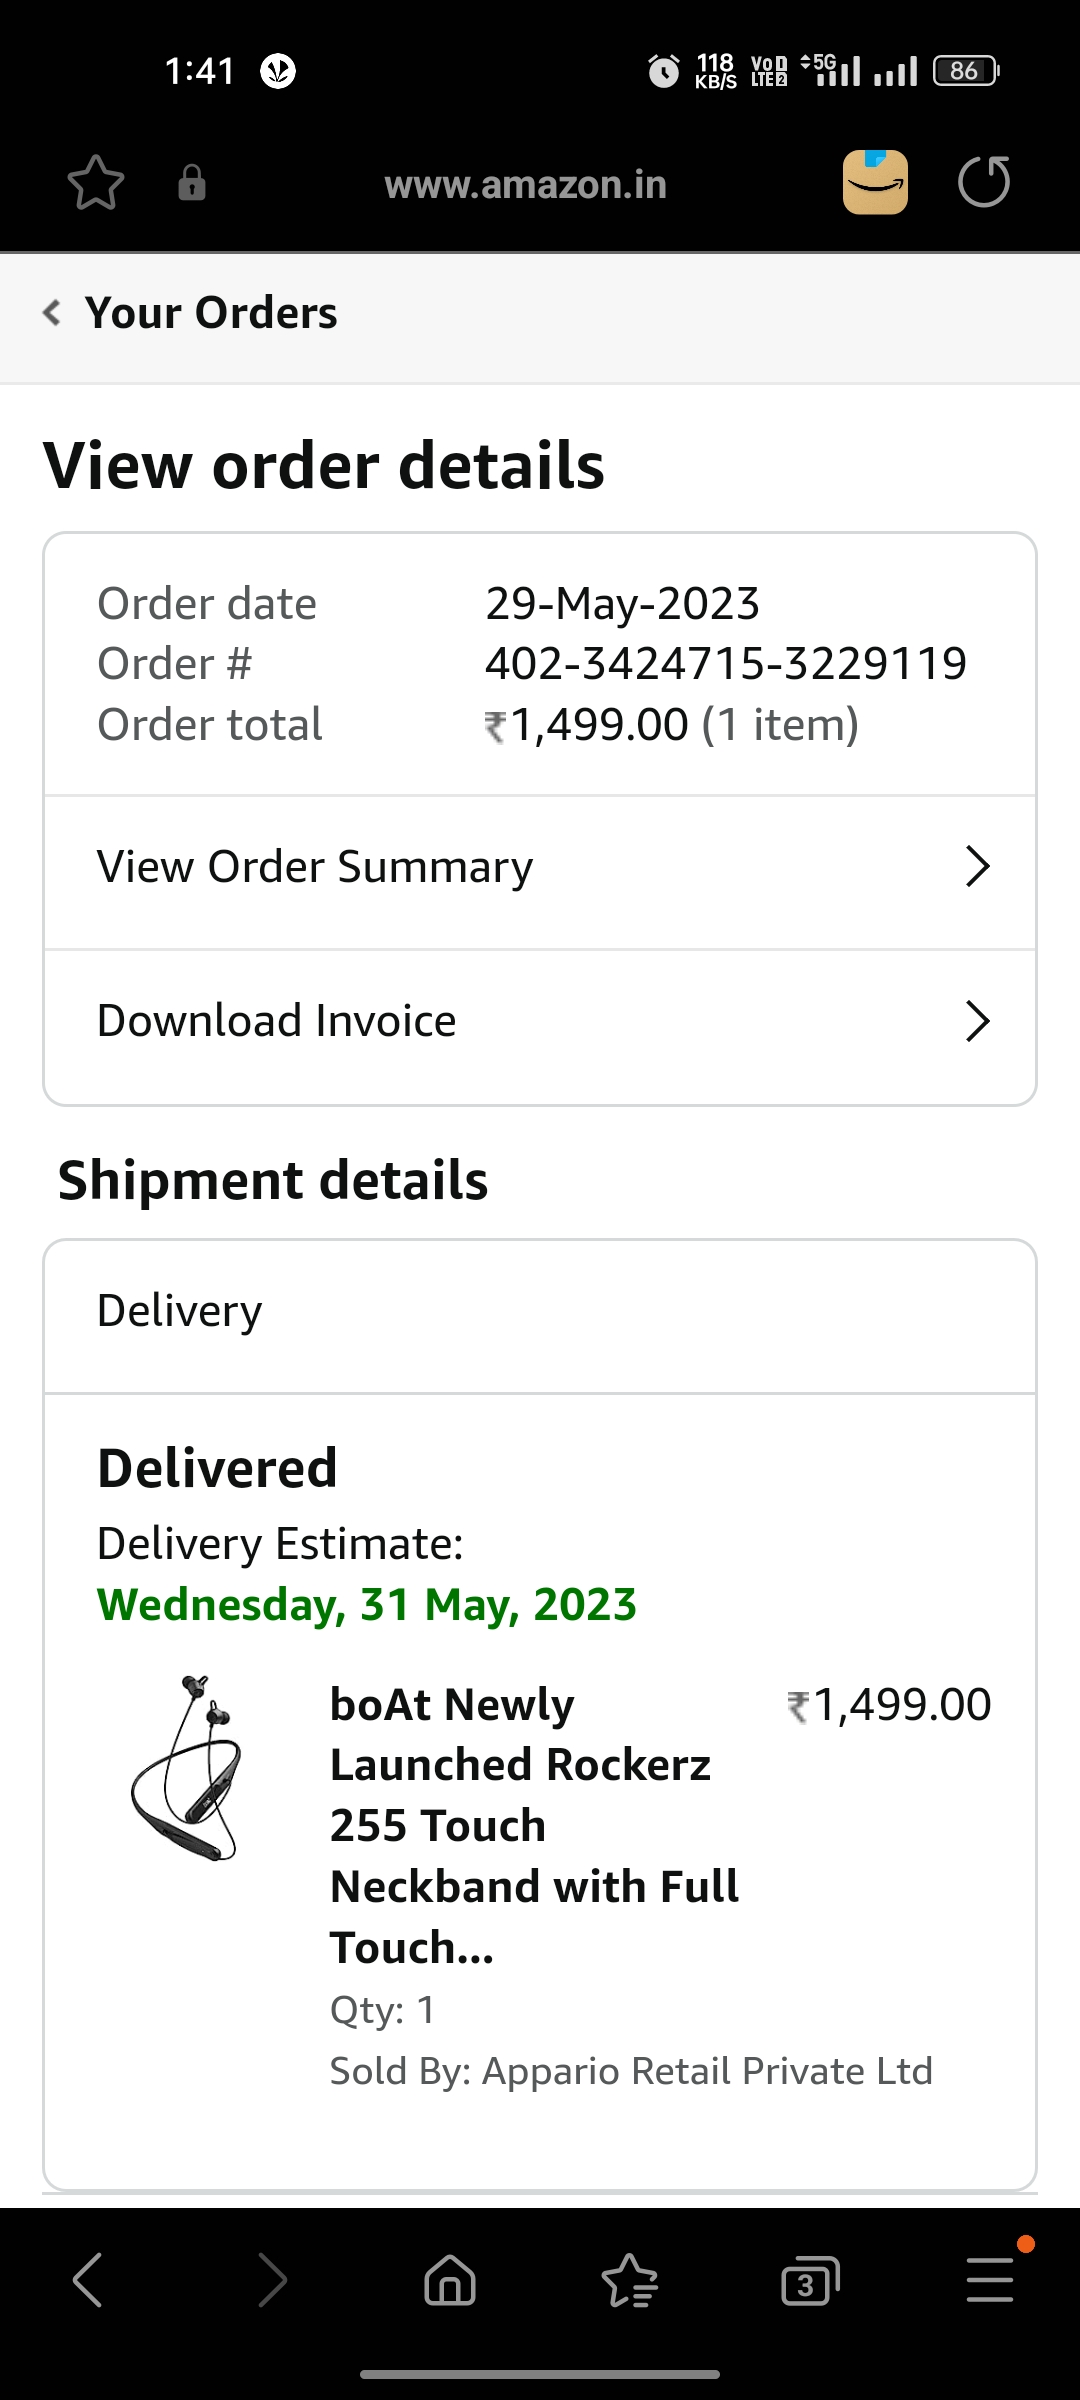 1:41 118 KB/S VoD LTE2 5G 86
www.amazon.in
Your Orders
View order details
Order date 29-May-2023
Order # 402-3424715-3229119
Order total ₹1,499.00 (1 item)
View Order Summary
Download Invoice
Shipment details
Delivery
Delivered
Delivery Estimate:
Wednesday, 31 May, 2023
boAt Newly ₹1,499.00
Launched Rockerz
255 Touch
Neckband with Full
Touch...
Qty: 1
Sold By: Appario Retail Private Ltd
3